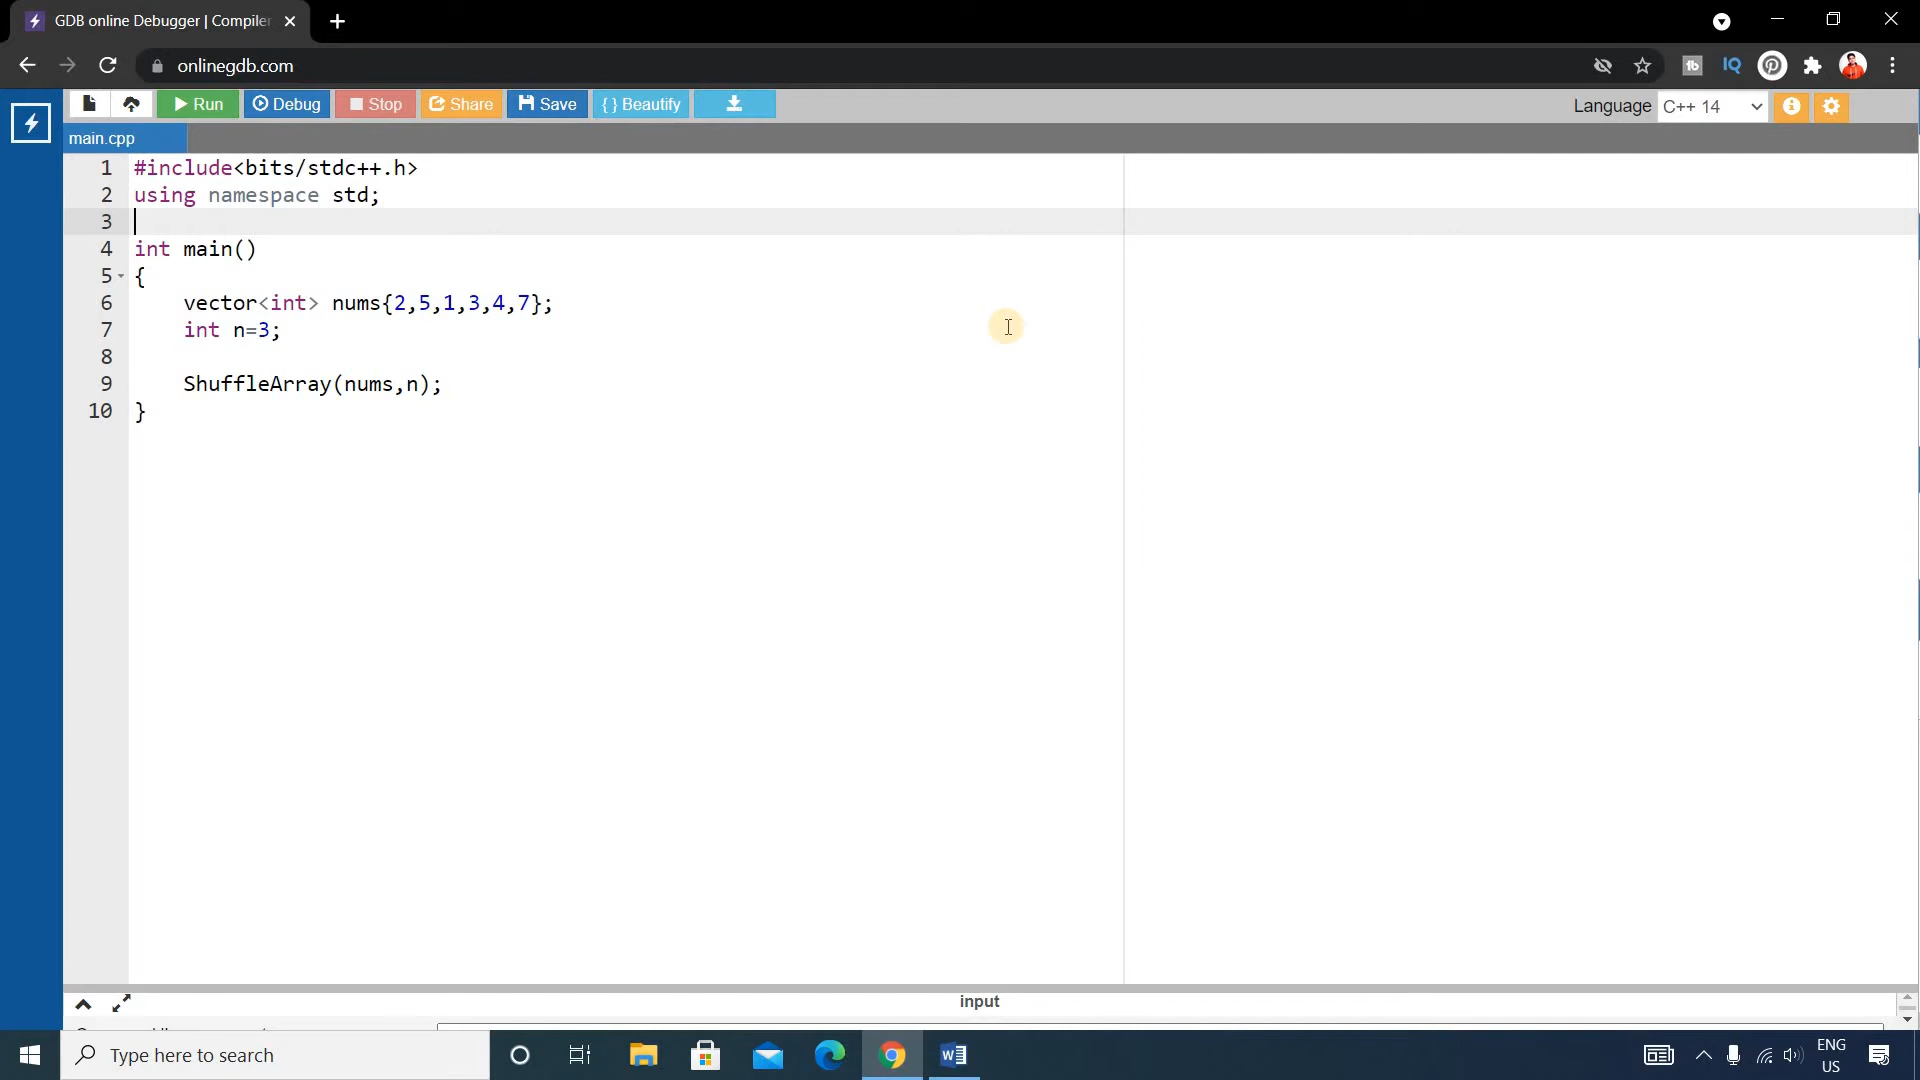 GDB online Debugger | Compiler
onlinegdb.com
Run Debug Stop Share Save { } Beautify Language C++ 14
main.cpp
1 #include<bits/stdc++.h>
2 using namespace std;
3
4 int main()
5 {
6 vector<int> nums{2,5,1,3,4,7};
7 int n=3;
8
9 ShuffleArray(nums,n);
10 }
input
Type here to search
ENG
US